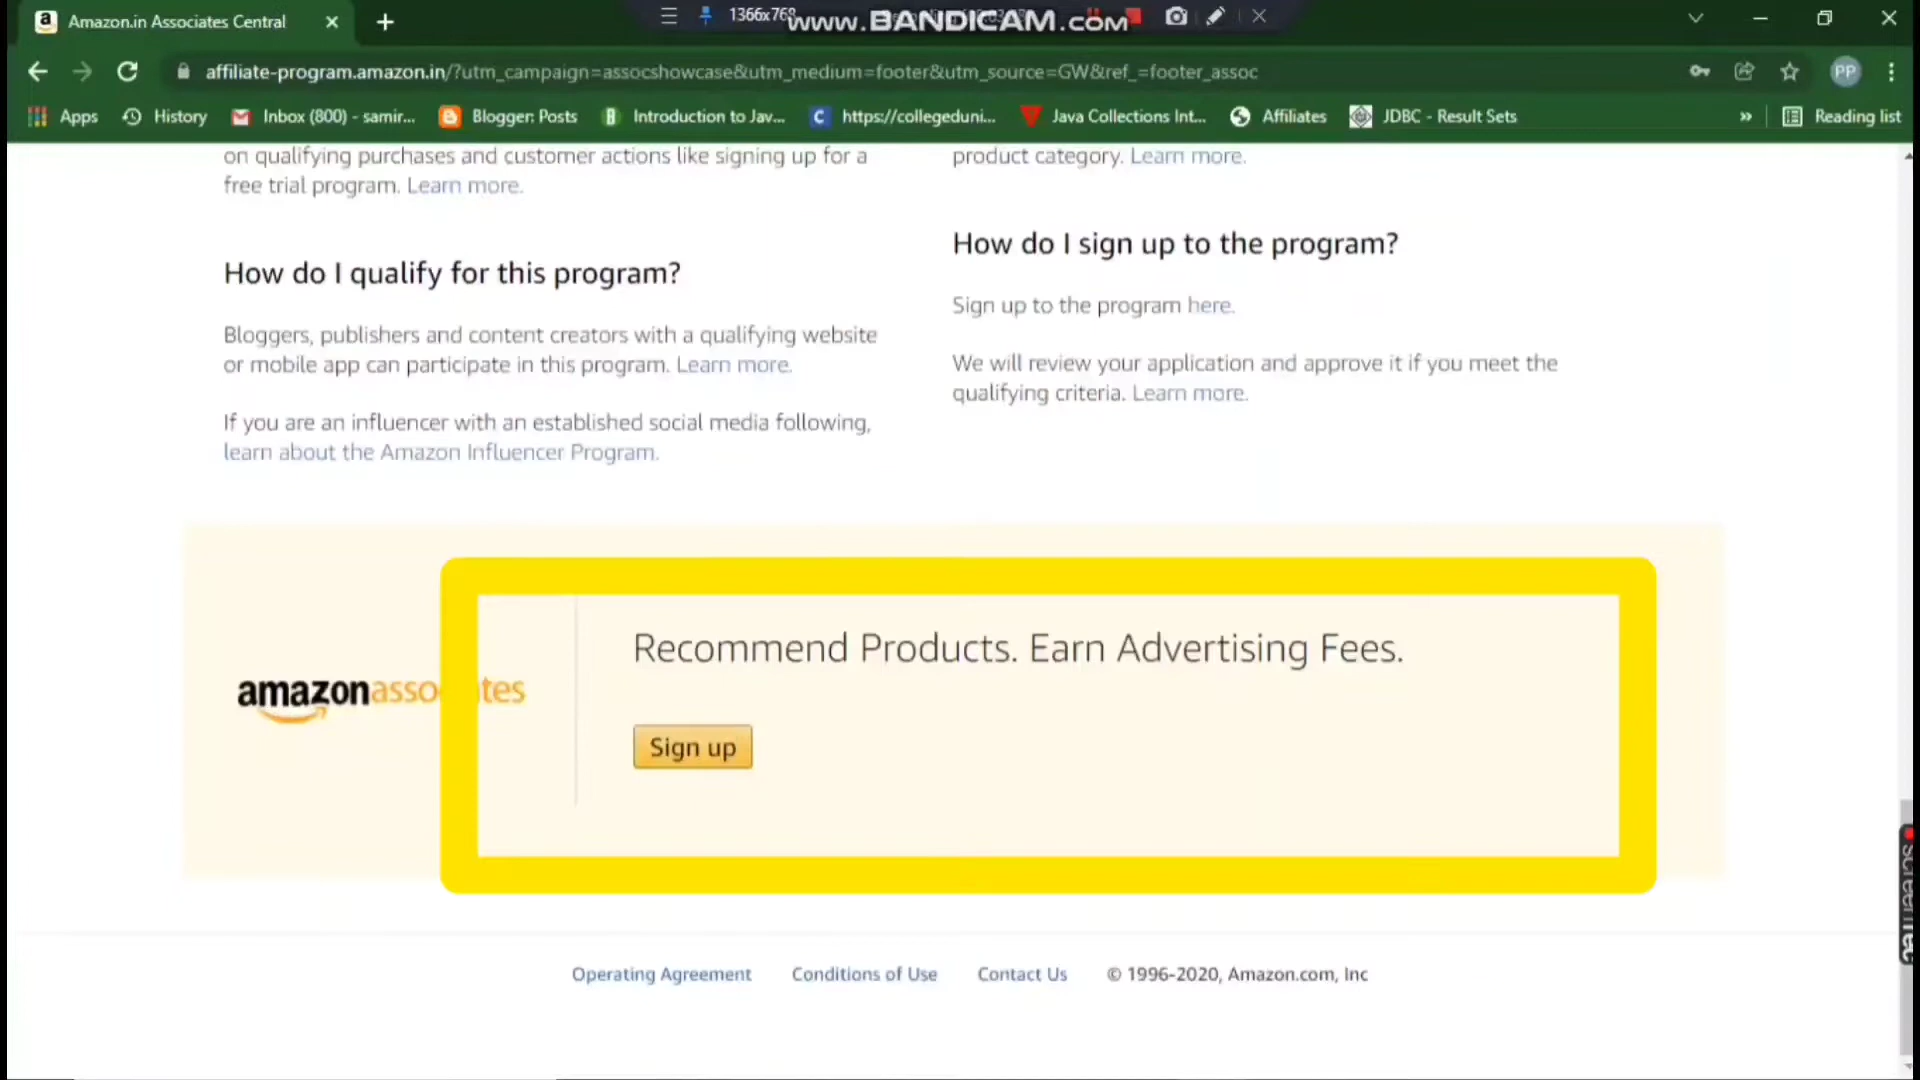 Amazon.in Associates Central
1366x768
www.BANDICAM.com
affiliate-program.amazon.in/?utm_campaign=assocshowcase&utm_medium=footer&utm_source=GW&ref_=footer_assoc
PP
Apps
History
Inbox (800) - samir...
Blogger: Posts
Introduction to Jav...
https://collegeduni...
Java Collections Int...
Affiliates
JDBC - Result Sets
»
Reading list
on qualifying purchases and customer actions like signing up for a
free trial program. Learn more.
How do I qualify for this program?
Bloggers, publishers and content creators with a qualifying website
or mobile app can participate in this program. Learn more.
If you are an influencer with an established social media following,
learn about the Amazon Influencer Program.
product category. Learn more.
How do I sign up to the program?
Sign up to the program here.
We will review your application and approve it if you meet the
qualifying criteria. Learn more.
amazonasso tes
Recommend Products. Earn Advertising Fees.
Sign up
Operating Agreement
Conditions of Use
Contact Us
© 1996-2020, Amazon.com, Inc